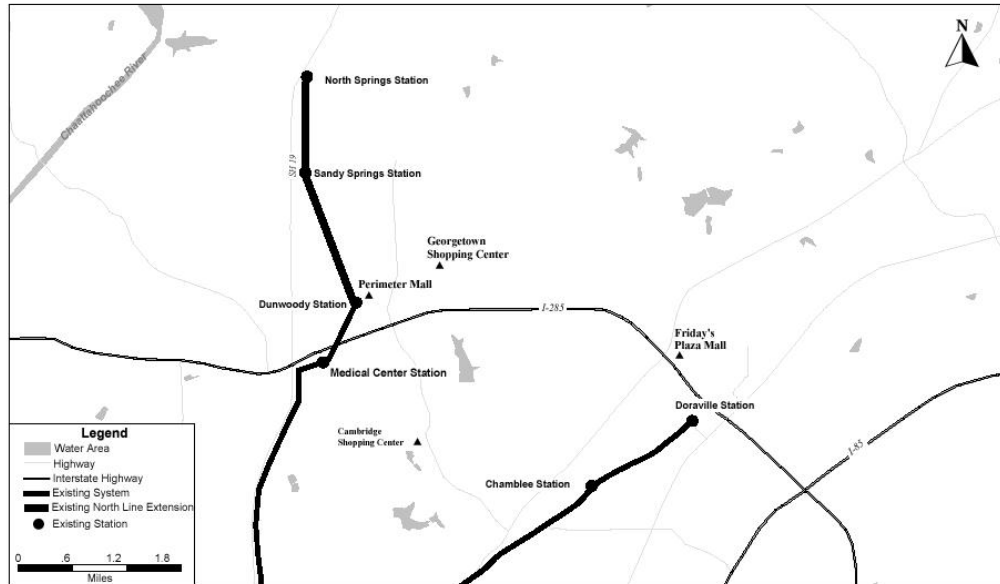 N
Chaattahoochee River
North Springs Station
SH 19
Sandy Springs Station
Georgetown
Shopping Center
Perimeter Mall
Dunwoody Station
I-285
Friday's
Plaza Mall
Medical Center Station
Doraville Station
Cambridge
Shopping Center
I-85
Chamblee Station
Legend
Water Area
Highway
Interstate Highway
Existing System
Existing North Line Extension
Existing Station
0 .6 1.2 1.8
Miles